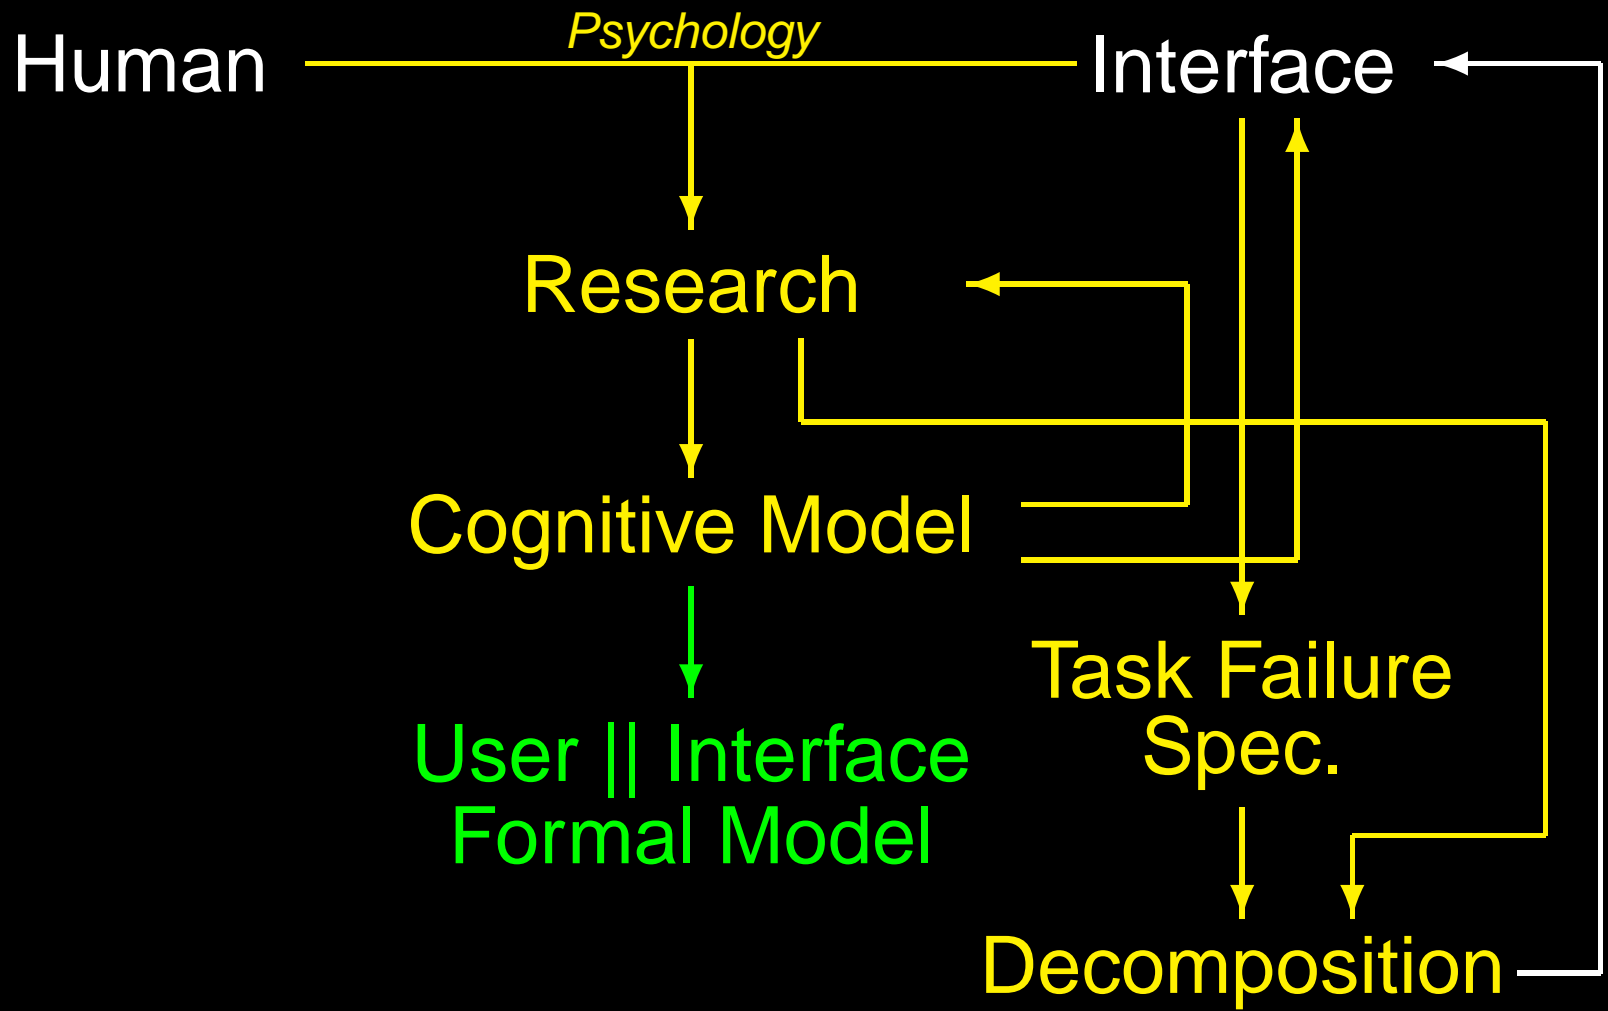 Psychology
Human
Interface
Research
Cognitive Model
Task Failure
Spec.
User || Interface
Formal Model
Decomposition